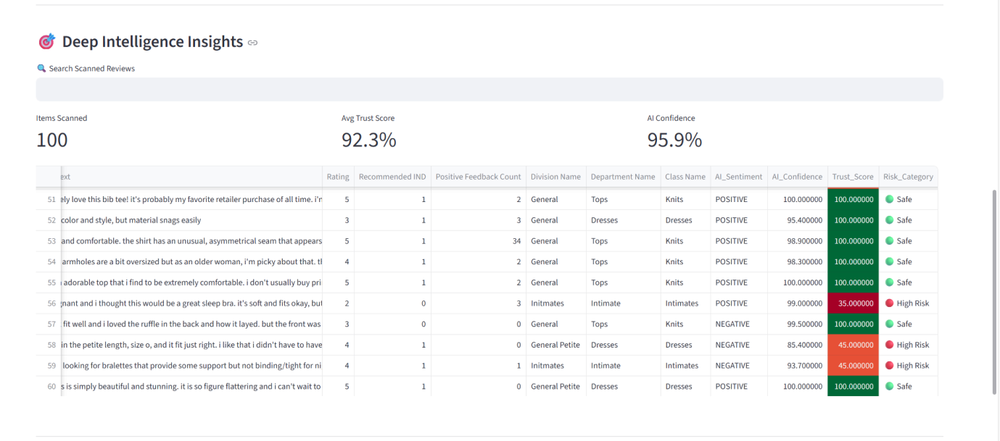 Deep Intelligence Insights
Search Scanned Reviews
Items Scanned Avg Trust Score AI Confidence
100 92.3% 95.9%
ext Rating Recommended IND Positive Feedback Count Division Name Department Name Class Name AI_Sentiment AI_Confidence Trust_Score Risk_Category
51 ely love this bib tee! it's probably my favorite retailer purchase of all time. i'r 5 1 2 General Tops Knits POSITIVE 100.000000 100.000000 Safe
52 color and style, but material snags easily 3 1 3 General Dresses Dresses POSITIVE 95.400000 100.000000 Safe
53 and comfortable. the shirt has an unusual, asymmetrical seam that appears 5 1 34 General Tops Knits POSITIVE 98.900000 100.000000 Safe
54 armholes are a bit oversized but as an older woman, i'm picky about that. tl 4 1 2 General Tops Knits POSITIVE 98.300000 100.000000 Safe
55 adorable top that i find to be extremely comfortable. i don't usually buy pri 5 1 2 General Tops Knits POSITIVE 100.000000 100.000000 Safe
56 gnant and i thought this would be a great sleep bra. it's soft and fits okay, but 2 0 3 Initmates Intimate Intimates POSITIVE 99.000000 35.000000 High Risk
57 fit well and i loved the ruffle in the back and how it layed. but the front was 3 0 0 General Tops Knits NEGATIVE 99.500000 100.000000 Safe
58 in the petite length, size o, and it fit just right. i like that i didn't have to have 4 1 0 General Petite Dresses Dresses NEGATIVE 85.400000 45.000000 High Risk
59 looking for bralettes that provide some support but not binding/tight for ni 4 1 1 Initmates Intimate Intimates NEGATIVE 93.700000 45.000000 High Risk
60 s is simply beautiful and stunning. it is so figure flattering and i can't wait to 5 1 0 General Petite Dresses Dresses POSITIVE 100.000000 100.000000 Safe